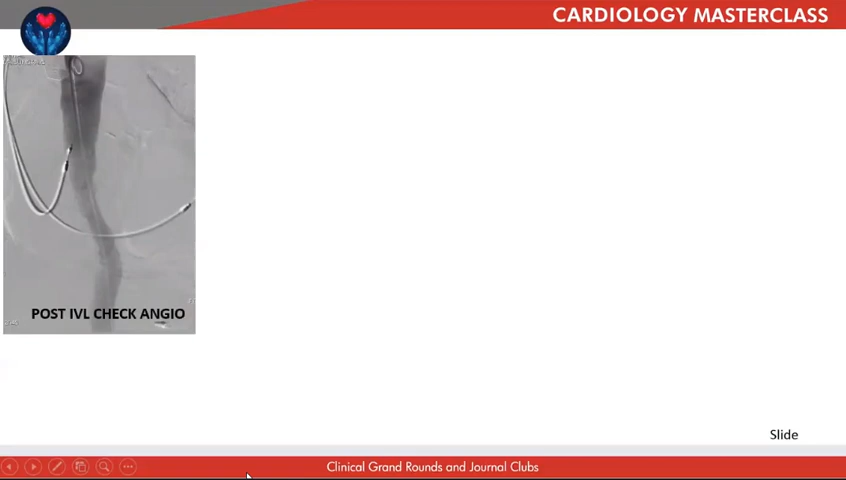 CARDIOLOGY MASTERCLASS
POST IVL CHECK ANGIO
Slide
Clinical Grand Rounds and Journal Clubs